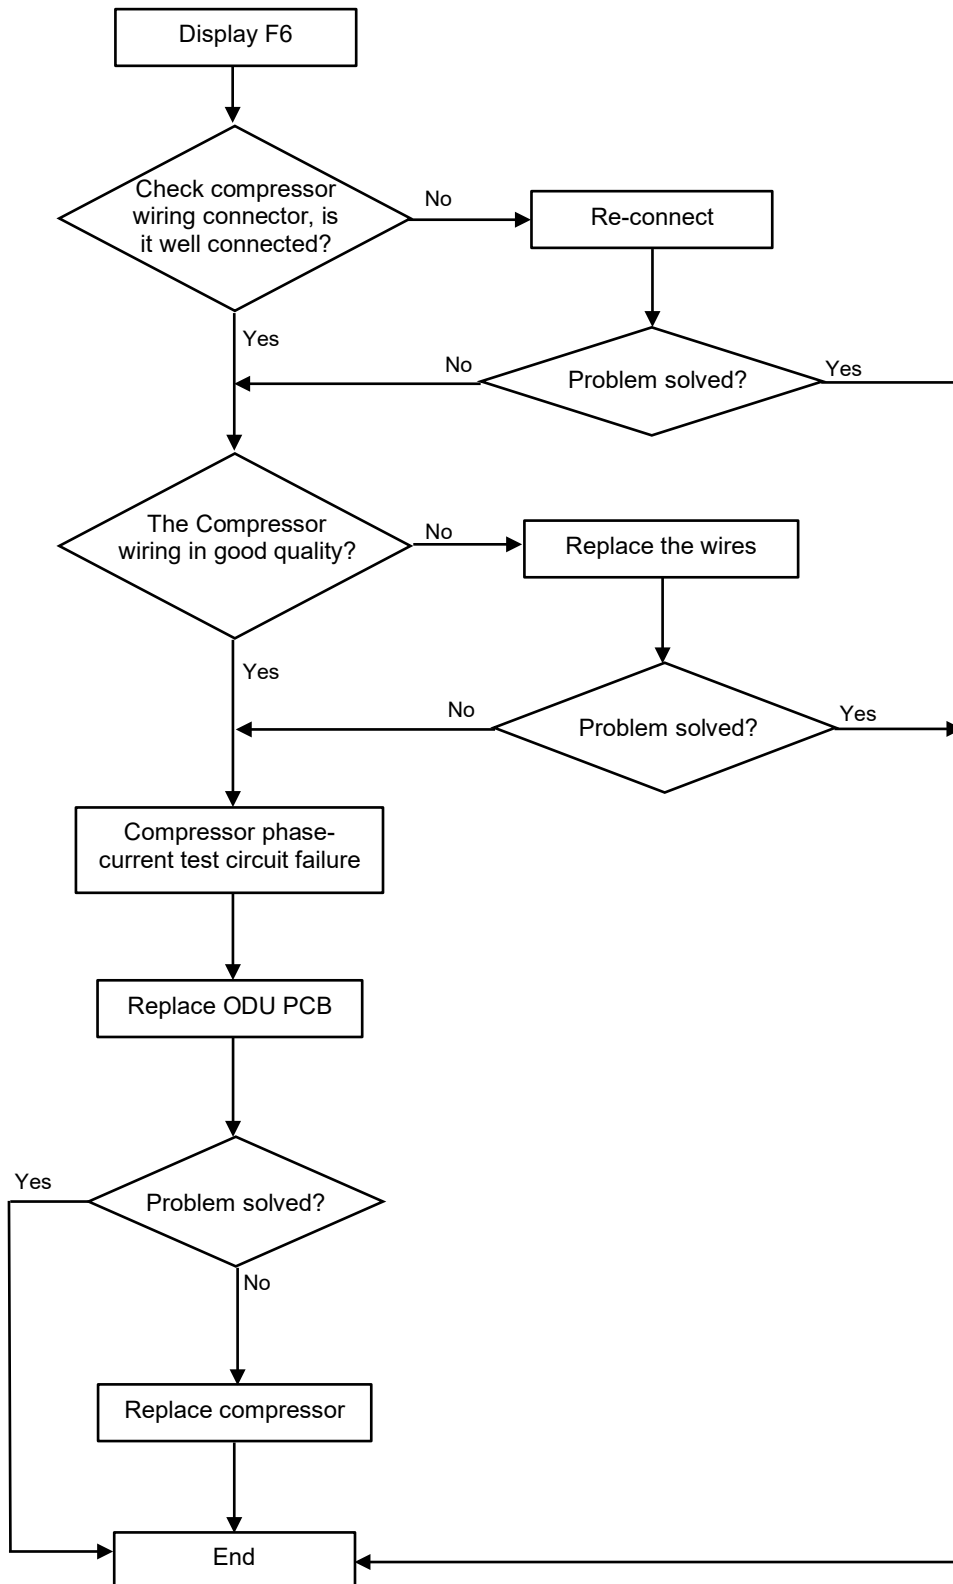 Display F6
Check compressor
wiring connector, is
it well connected?
No
Re-connect
Yes
No
Problem solved?
Yes
The Compressor
wiring in good quality?
No
Replace the wires
Yes
No
Problem solved?
Yes
Compressor phase-
current test circuit failure
Replace ODU PCB
Yes
Problem solved?
No
Replace compressor
End